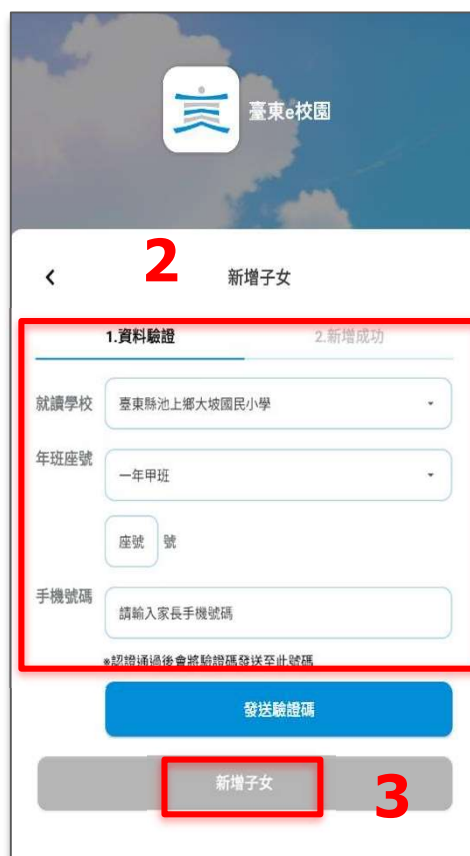 臺東e校園
2
新增子女
1.資料驗證 2.新增成功
就讀學校 臺東縣池上鄉大坡國民小學
年班座號 一年甲班
座號 號
手機號碼 請輸入家長手機號碼
*認證通過後會將驗證碼發送至此號碼
發送驗證碼
新增子女
3